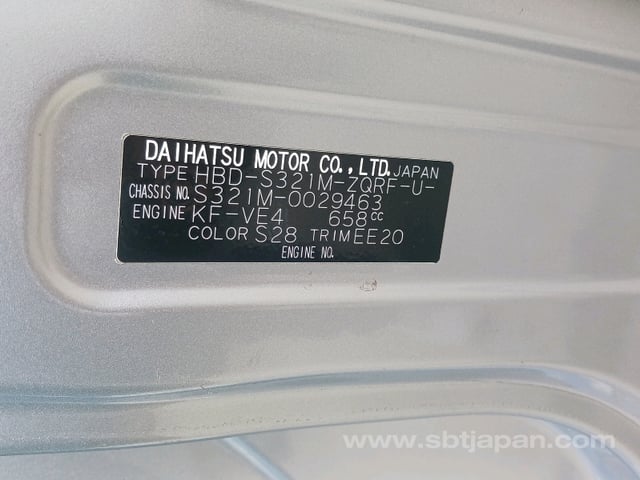 DAIHATSU MOTOR CO.,LTD. JAPAN
TYPE HBD-S321M-ZQRF-U-
CHASSIS NO. S321M-0029463
ENGINE KF-VE4 658CC
COLOR S28 TRIM EE20
ENGINE NO.
www.sbtjapan.com